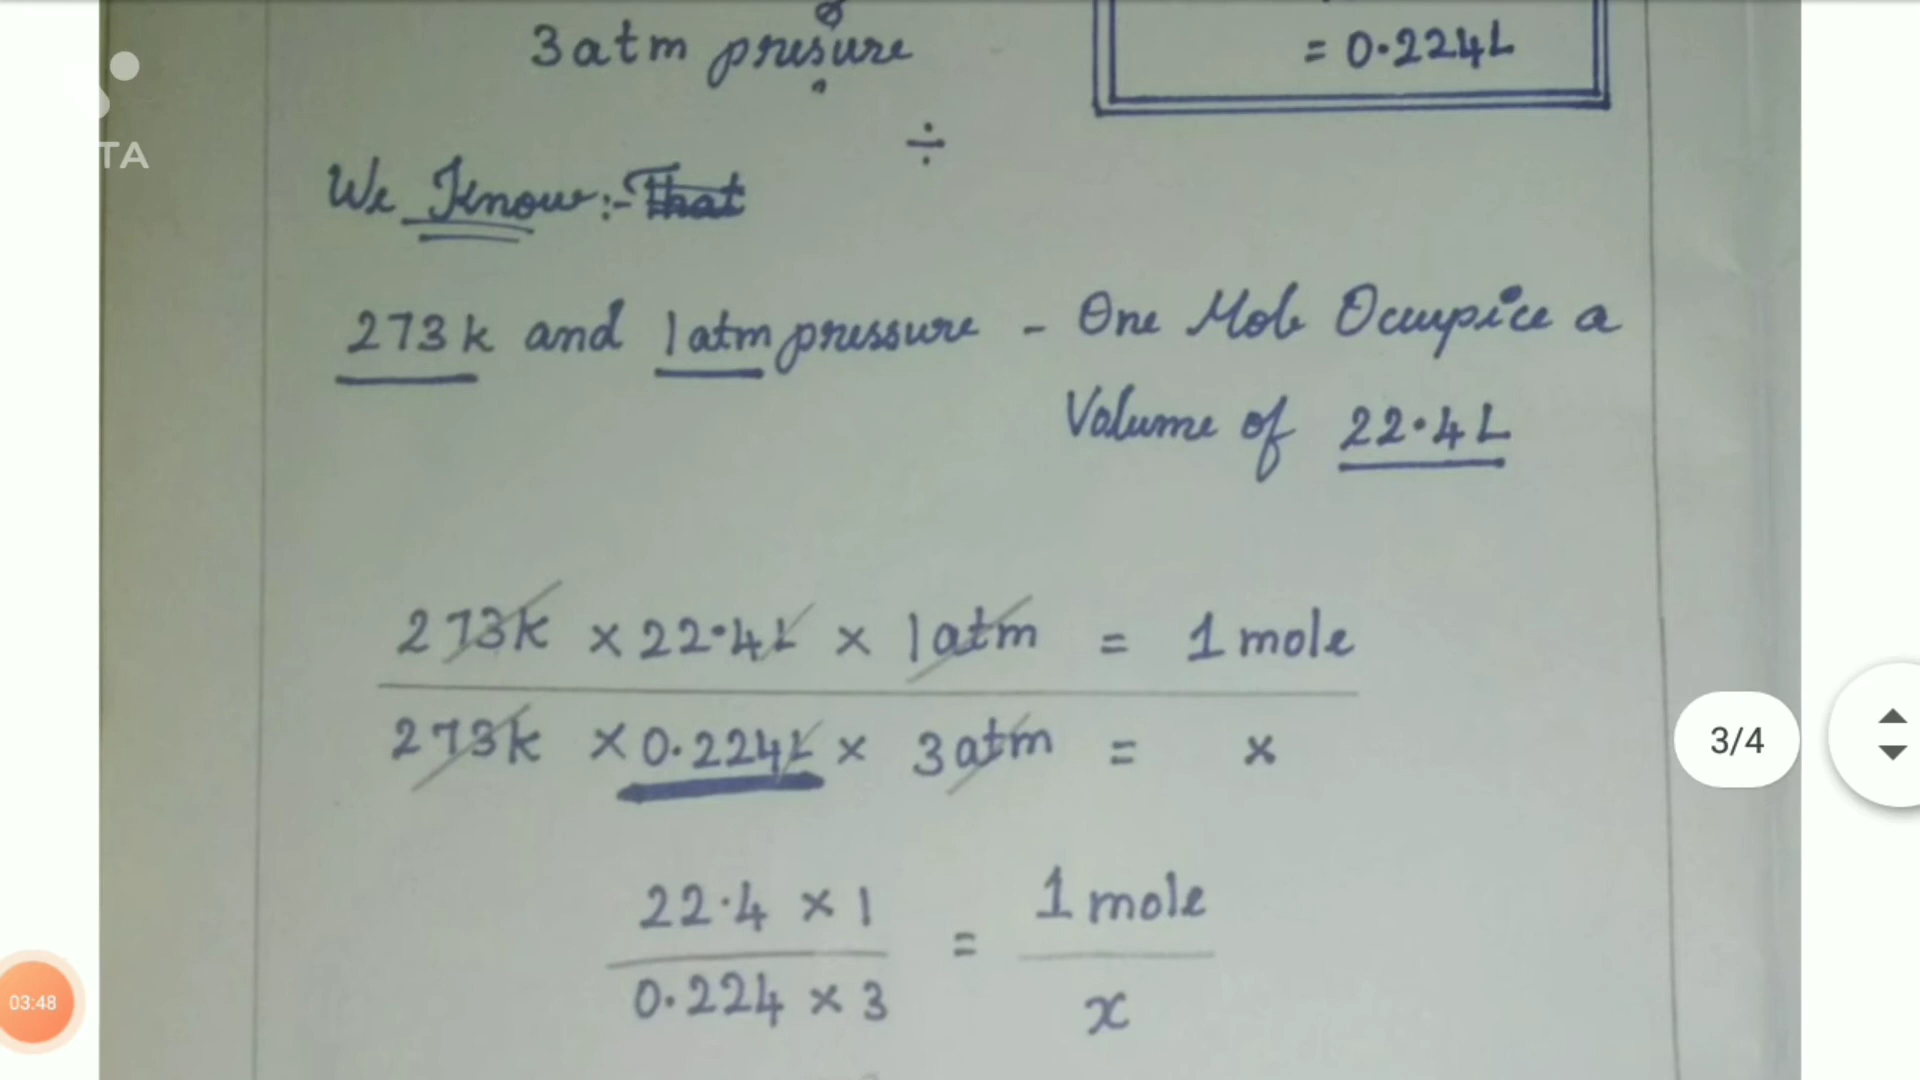 3atm presure
= 0.224L
÷
We Know:- That
273k and 1atm pressure - One Mole Ocupice a
Volume of 22.4L
273k × 22.4L × 1atm = 1 mole
273k × 0.224L × 3atm = x
22.4 × 1 = 1 mole
0.224 × 3 x
TA
3/4
03:48